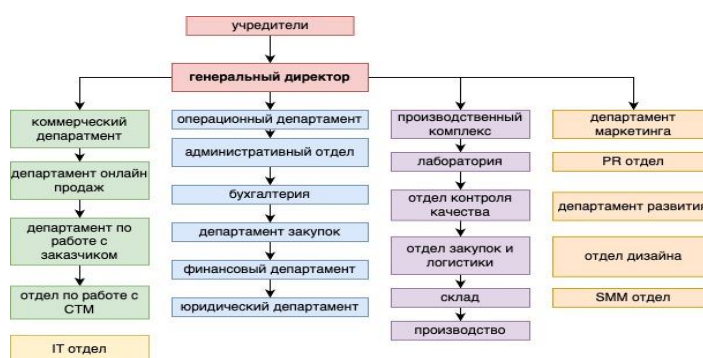 учредители
генеральный директор
коммерческий
депаратмент
департамент онлайн
продаж
департамент по
работе с
заказчиком
отдел по работе с
СТМ
IT отдел
операционный департамент
административный отдел
бухгалтерия
департамент закупок
финансовый департамент
юридический департамент
производственный
комплекс
лаборатория
отдел контроля
качества
отдел закупок и
логистики
склад
производство
департамент
маркетинга
PR отдел
департамент развития
отдел дизайна
SMM отдел